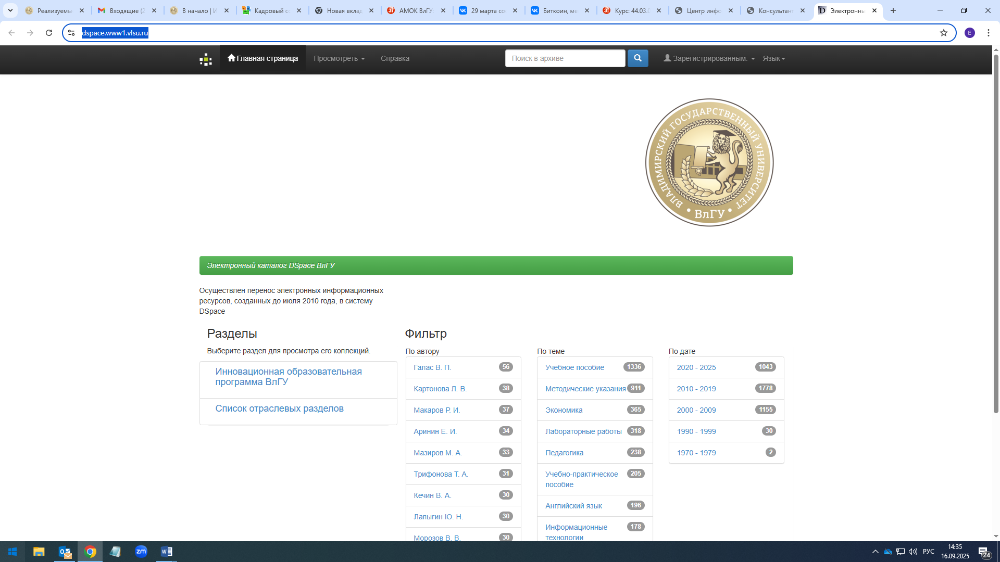 Реализуемы
Входящие (2
В начало | И
Кадровый со
Новая вклад
АМОК ВлГУ:
29 марта со
Биткоин, ме
Курс: 44.03.0
Центр инфо
Консультант
Электронны
dspace.www1.vlsu.ru
E
Главная страница
Просмотреть
Справка
Поиск в архиве
Зарегистрированным:
Язык
ВЛАДИМИРСКИЙ ГОСУДАРСТВЕННЫЙ УНИВЕРСИТЕТ
• ВлГУ •
Электронный каталог DSpace ВлГУ
Осуществлен перенос электронных информационных
ресурсов, созданных до июля 2010 года, в систему
DSpace
Разделы
Выберите раздел для просмотра его коллекций.
Инновационная образовательная
программа ВлГУ
Список отраслевых разделов
Фильтр
По автору
Галас В. П. 56
Картонова Л. В. 38
Макаров Р. И. 37
Аринин Е. И. 34
Мазиров М. А. 33
Трифонова Т. А. 31
Кечин В. А. 30
Лапыгин Ю. Н. 30
Морозов В. В. 30
По теме
Учебное пособие 1336
Методические указания 911
Экономика 365
Лабораторные работы 318
Педагогика 238
Учебно-практическое 205
пособие
Английский язык 196
Информационные 178
технологии
По дате
2020 - 2025 1043
2010 - 2019 1778
2000 - 2009 1155
1990 - 1999 30
1970 - 1979 2
zm
РУС
14:35
16.09.2025
24